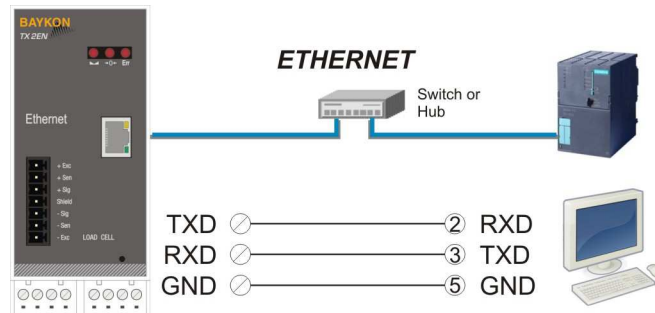 BAYKON
TX 2EN
→0← Err
ETHERNET
Switch or
Hub
Ethernet
+ Exc
+ Sen
+ Sig
Shield
- Sig
- Sen
- Exc LOAD CELL
TXD 2 RXD
RXD 3 TXD
GND 5 GND